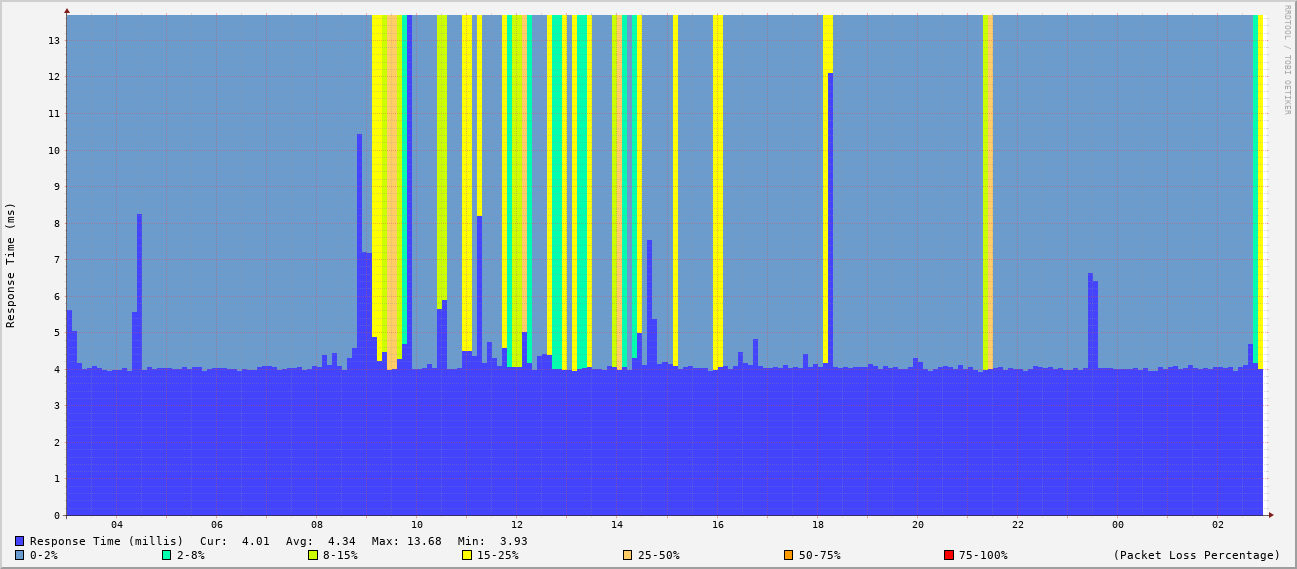 RRDTOOL / TOBI OETIKER
Response Time (ms)
13
12
11
10
9
8
7
6
5
4
3
2
1
0
04 06 08 10 12 14 16 18 20 22 00 02
Response Time (millis) Cur: 4.01 Avg: 4.34 Max: 13.68 Min: 3.93
0-2% 2-8% 8-15% 15-25% 25-50% 50-75% 75-100% (Packet Loss Percentage)